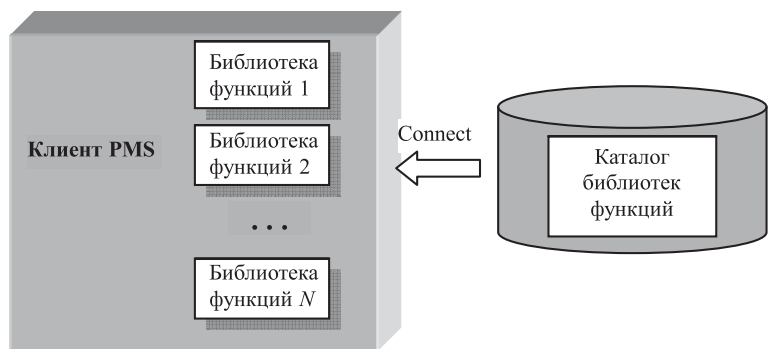 Библиотека
функций 1
Клиент PMS
Библиотека
функций 2
...
Библиотека
функций N
Connect
Каталог
библиотек
функций